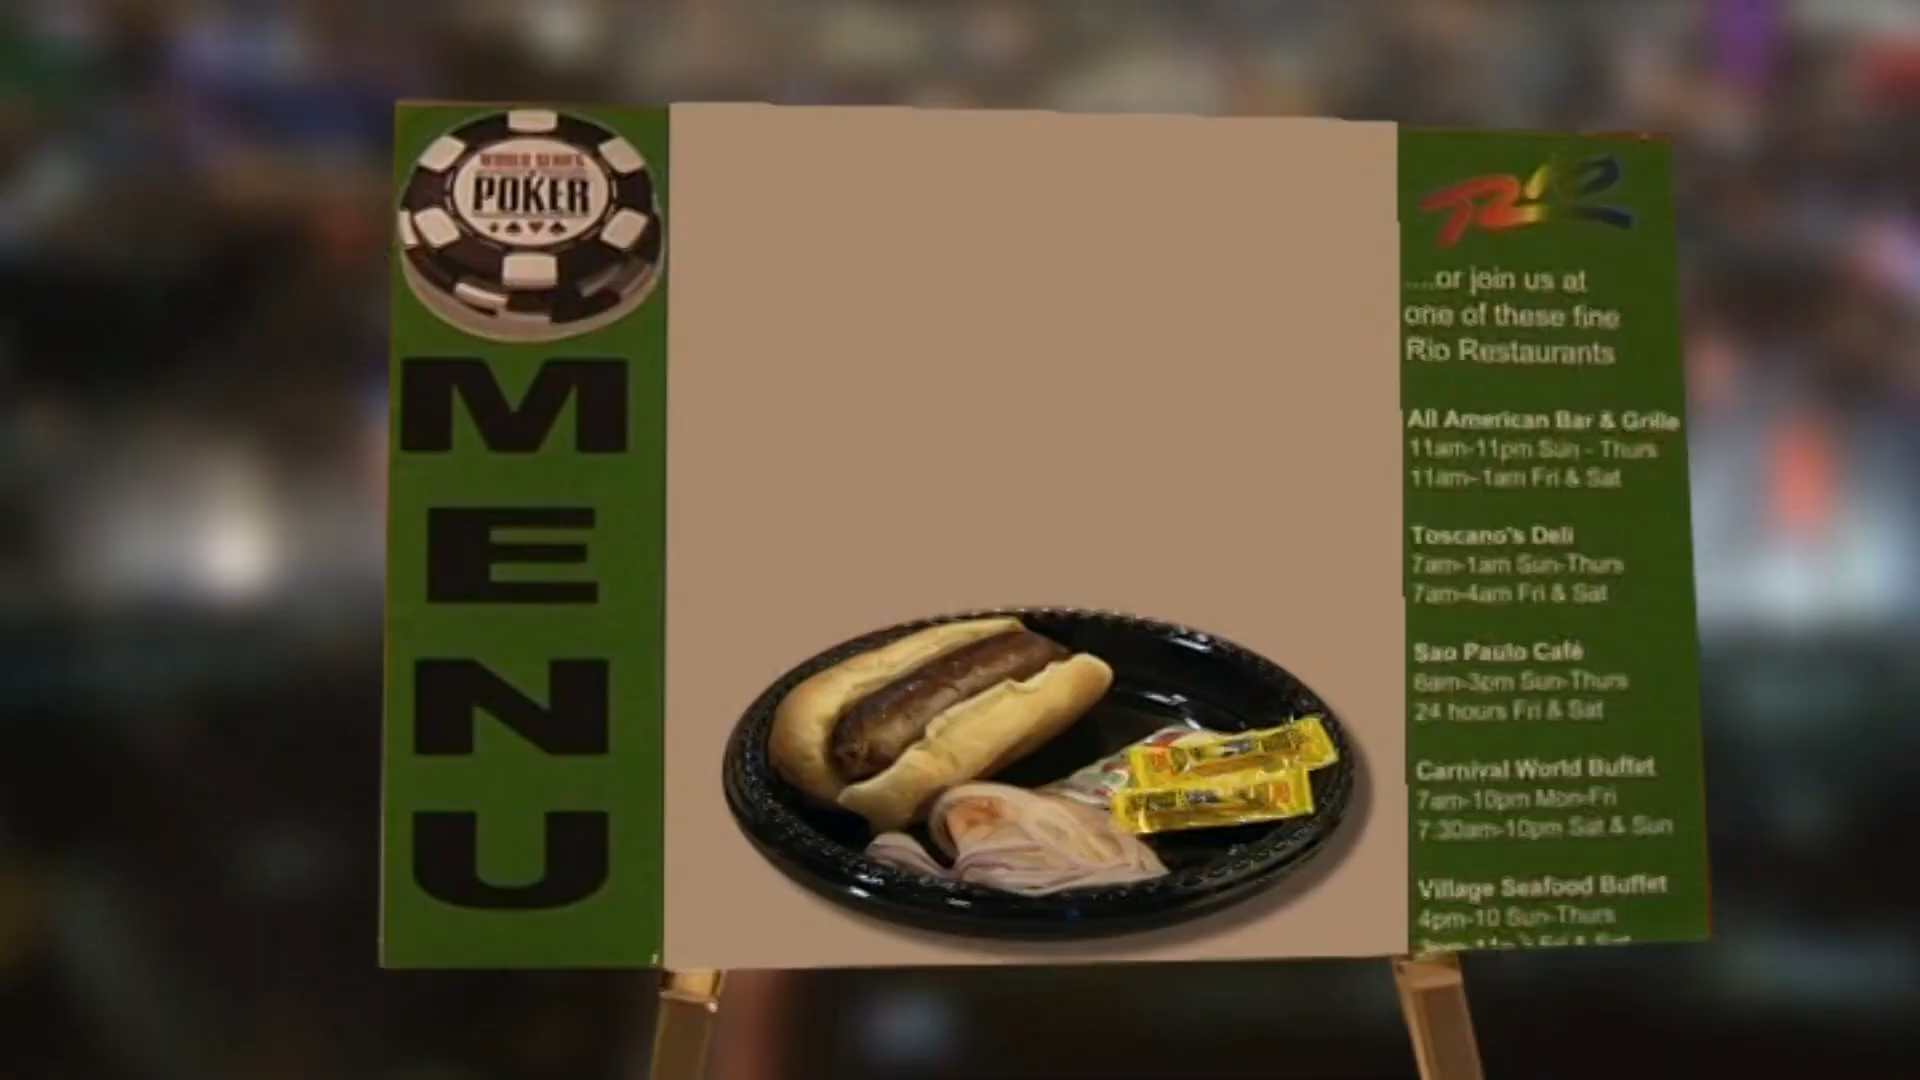 WORLD SERIES
POKER
MENU
Rio
....or join us at
one of these fine
Rio Restaurants
All American Bar & Grille
11am-11pm Sun - Thurs
11am-1am Fri & Sat
Toscano's Deli
7am-1am Sun-Thurs
7am-4am Fri & Sat
Sao Paulo Café
6am-3pm Sun-Thurs
24 hours Fri & Sat
Carnival World Buffet
7am-10pm Mon-Fri
7:30am-10pm Sat & Sun
Village Seafood Buffet
4pm-10 Sun-Thurs
Fri & Sat